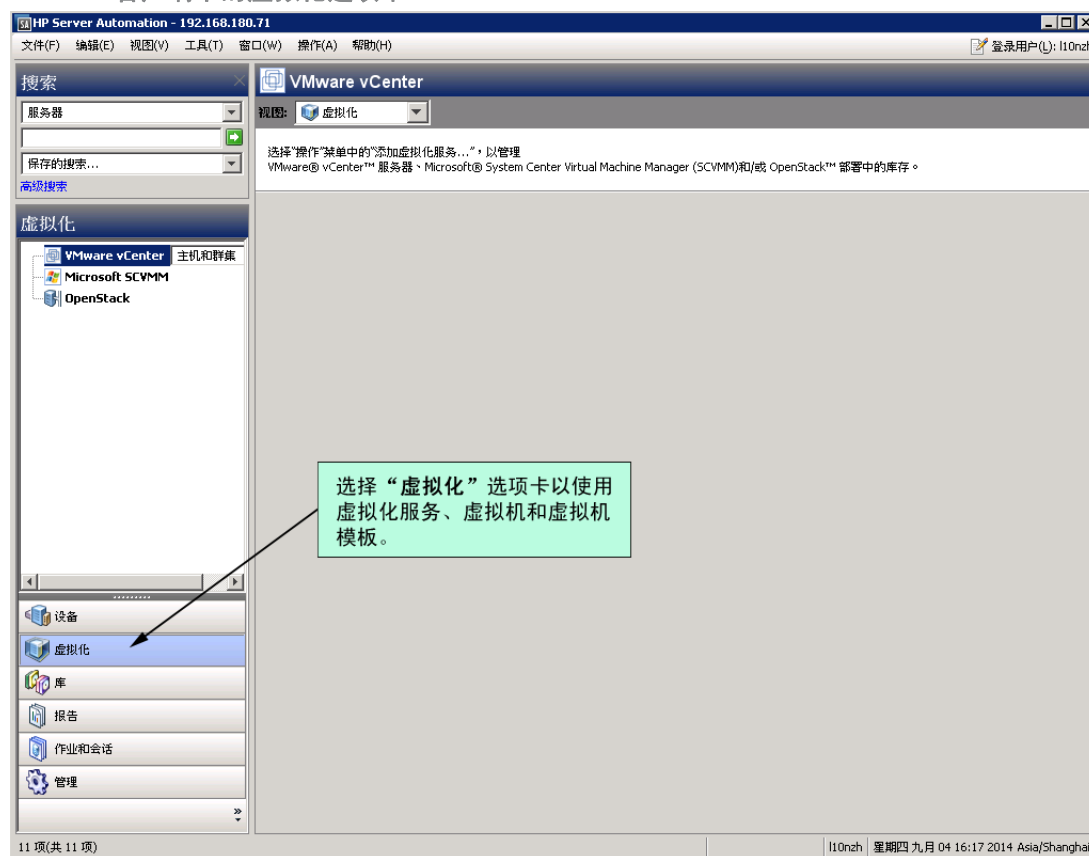 HP Server Automation - 192.168.180.71
文件(F) 编辑(E) 视图(V) 工具(T) 窗口(W) 操作(A) 帮助(H)
登录用户(L): l10nzh
搜索
服务器
保存的搜索...
高级搜索
VMware vCenter
视图: 虚拟化
选择“操作”菜单中的“添加虚拟化服务...”，以管理
VMware® vCenter™ 服务器、Microsoft® System Center Virtual Machine Manager (SCVMM)和/或 OpenStack™ 部署中的库存。
虚拟化
VMware vCenter 主机和群集
Microsoft SCVMM
OpenStack
选择“虚拟化”选项卡以使用
虚拟化服务、虚拟机和虚拟机
模板。
设备
虚拟化
库
报告
作业和会话
管理
11 项(共 11 项)
l10nzh 星期四 九月 04 16:17 2014 Asia/Shanghai